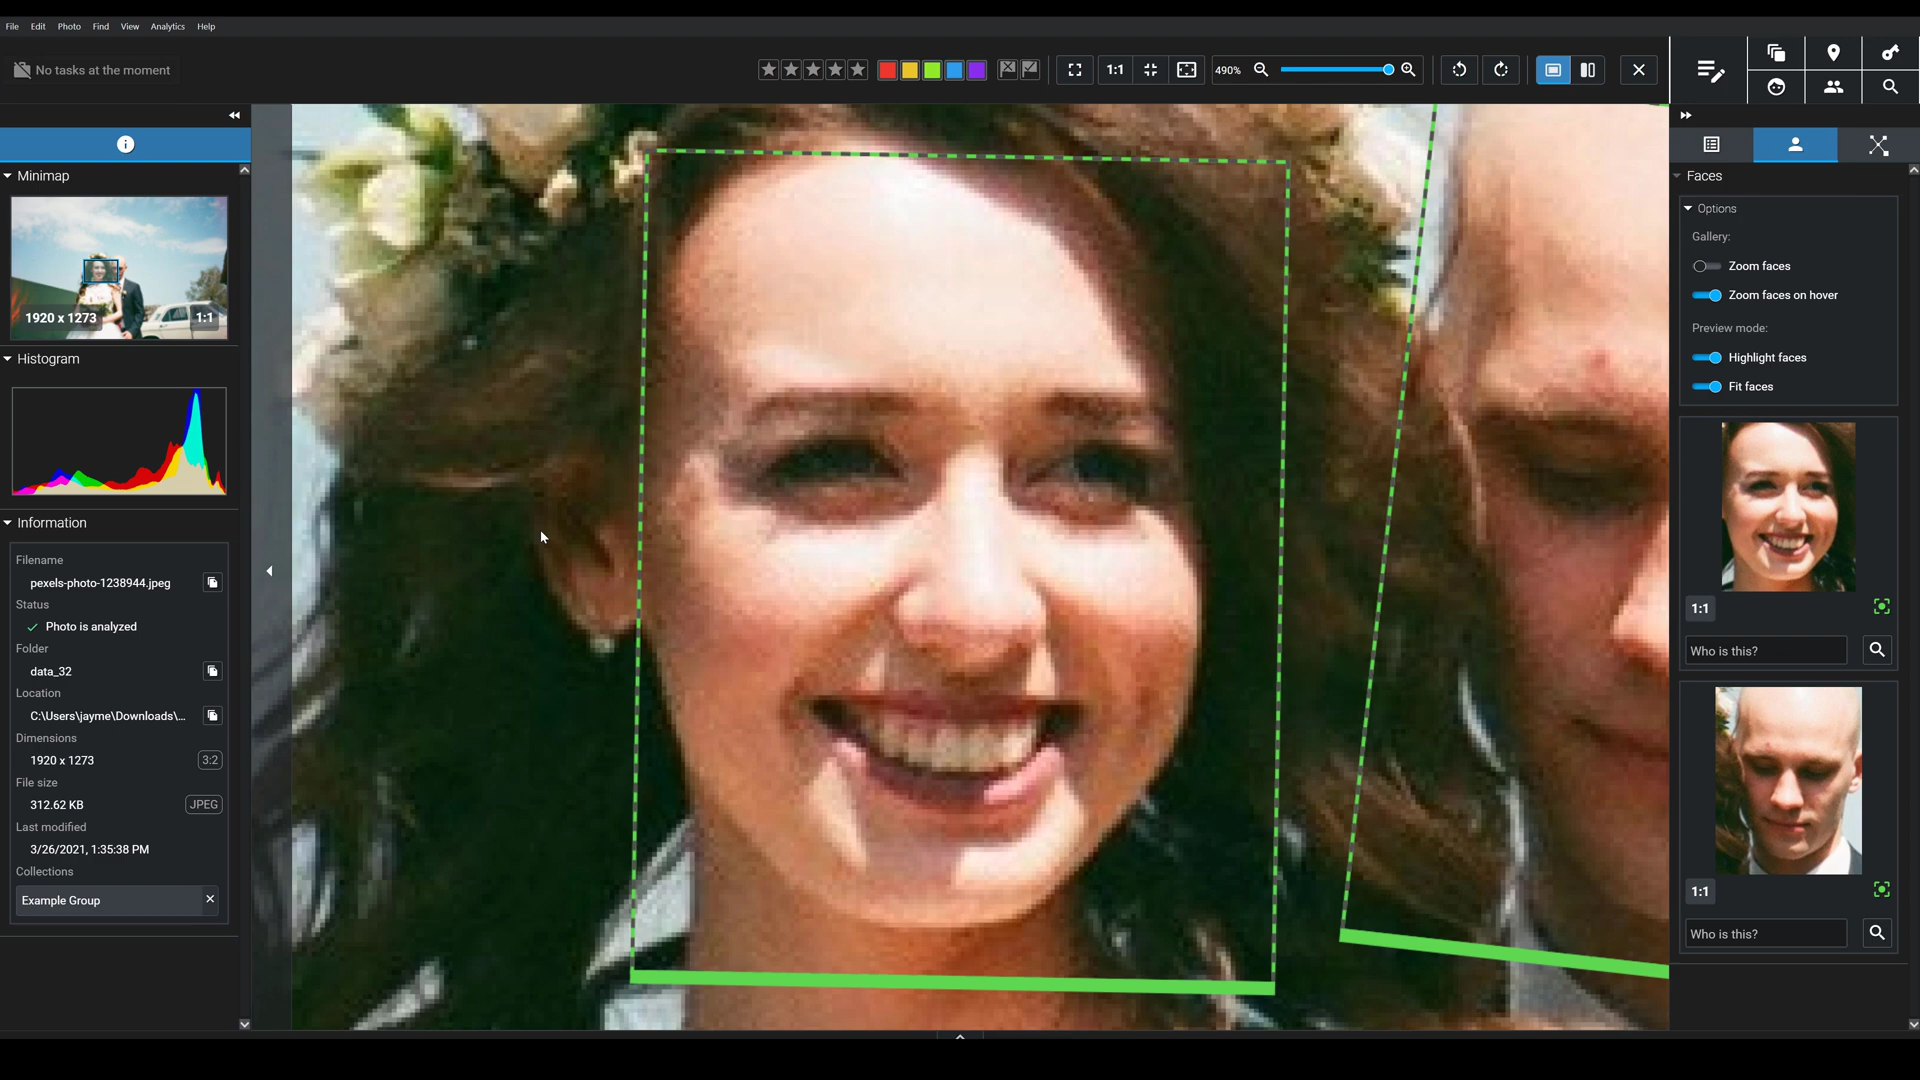 File Edit Photo Find View Analytics Help
No tasks at the moment
1:1
490%
Minimap
1920 x 1273
1:1
Histogram
Information
Filename
pexels-photo-1238944.jpeg
Status
Photo is analyzed
Folder
data_32
Location
C:\Users\jayme\Downloads\...
Dimensions
1920 x 1273
3:2
File size
312.62 KB
JPEG
Last modified
3/26/2021, 1:35:38 PM
Collections
Example Group
Faces
Options
Gallery:
Zoom faces
Zoom faces on hover
Preview mode:
Highlight faces
Fit faces
1:1
Who is this?
1:1
Who is this?